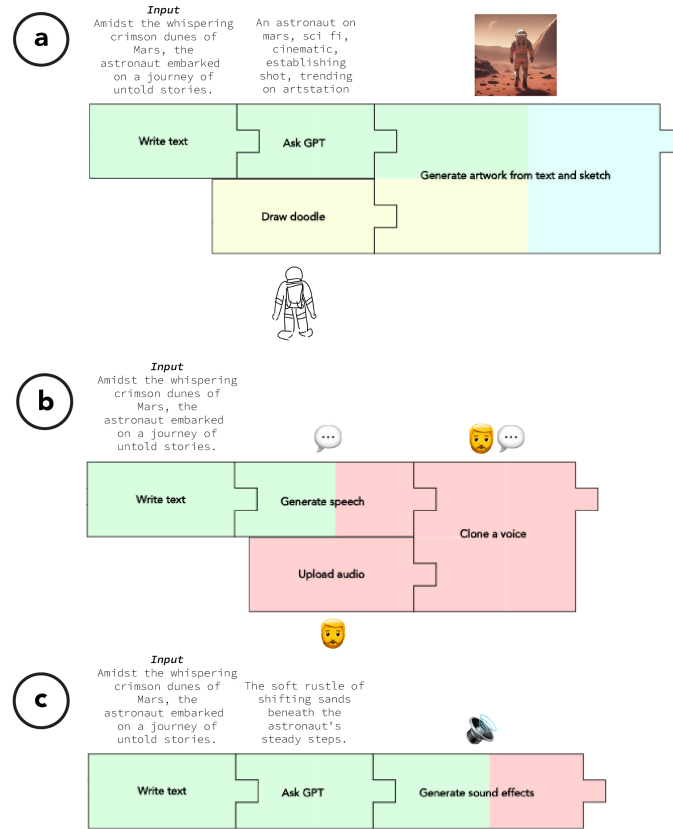 a
Input
Amidst the whispering
crimson dunes of
Mars, the
astronaut embarked
on a journey of
untold stories.
An astronaut on
mars, sci fi,
cinematic,
establishing
shot, trending
on artstation
Write text
Ask GPT
Generate artwork from text and sketch
Draw doodle
b
Input
Amidst the whispering
crimson dunes of
Mars, the
astronaut embarked
on a journey of
untold stories.
Write text
Generate speech
Clone a voice
Upload audio
c
Input
Amidst the whispering
crimson dunes of
Mars, the
astronaut embarked
on a journey of
untold stories.
The soft rustle of
shifting sands
beneath the
astronaut's
steady steps.
Write text
Ask GPT
Generate sound effects